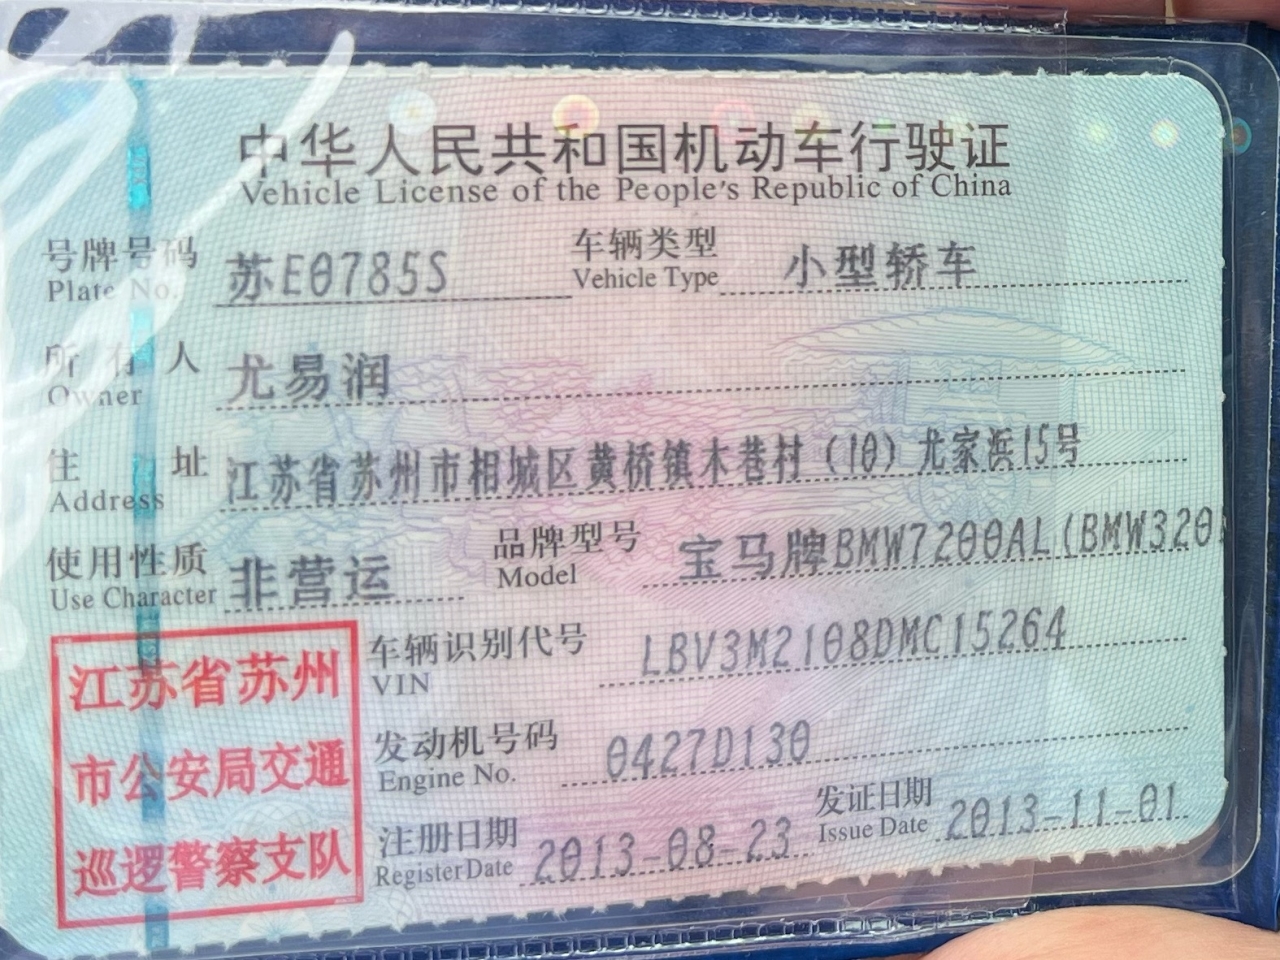 中华人民共和国机动车行驶证
Vehicle License of the People's Republic of China
号牌号码 苏E0785S 车辆类型 小型轿车
Plate No. Vehicle Type
所有人 尤易润
Owner
住址 江苏省苏州市相城区黄桥镇木巷村（10）尤家浜15号
Address
使用性质 非营运 品牌型号 宝马牌BMW7200AL(BMW320
Use Character Model
车辆识别代号 LBV3M2108DMC15264
VIN
发动机号码 0427D130
Engine No.
注册日期 2013-08-23 发证日期 2013-11-01
Register Date Issue Date
江苏省苏州
市公安局交通
巡逻警察支队